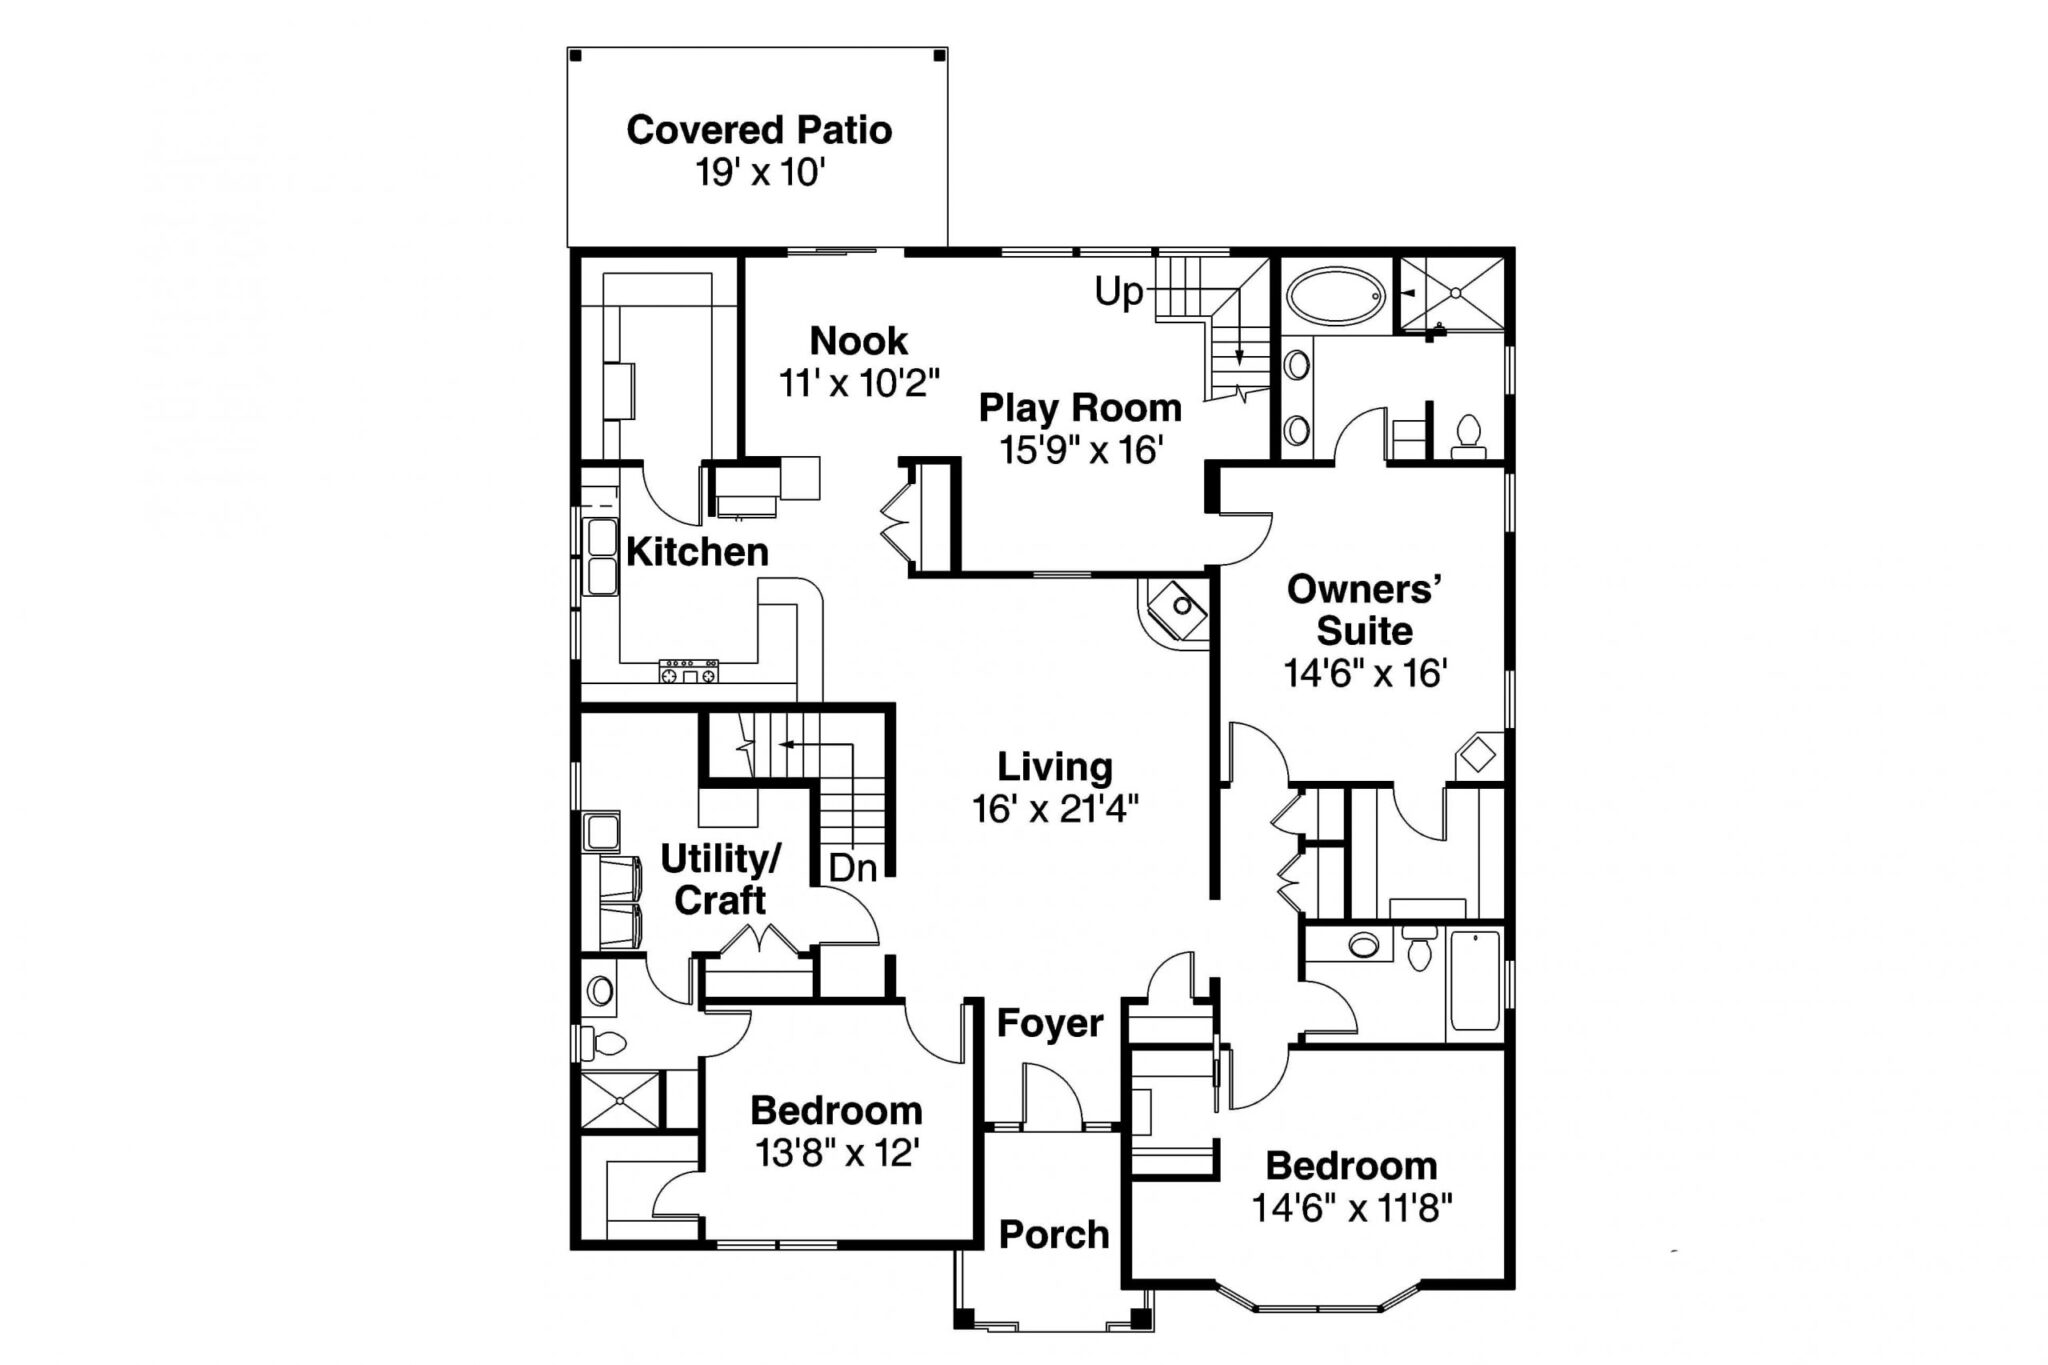 Covered Patio
19' x 10'
Up
Nook
11' x 10'2"
Play Room
15'9" x 16'
Kitchen
Owners’
Suite
14'6" x 16'
Living
16' x 21'4"
Utility/
Craft
Dn
Foyer
Bedroom
13'8" x 12'
Bedroom
14'6" x 11'8"
Porch